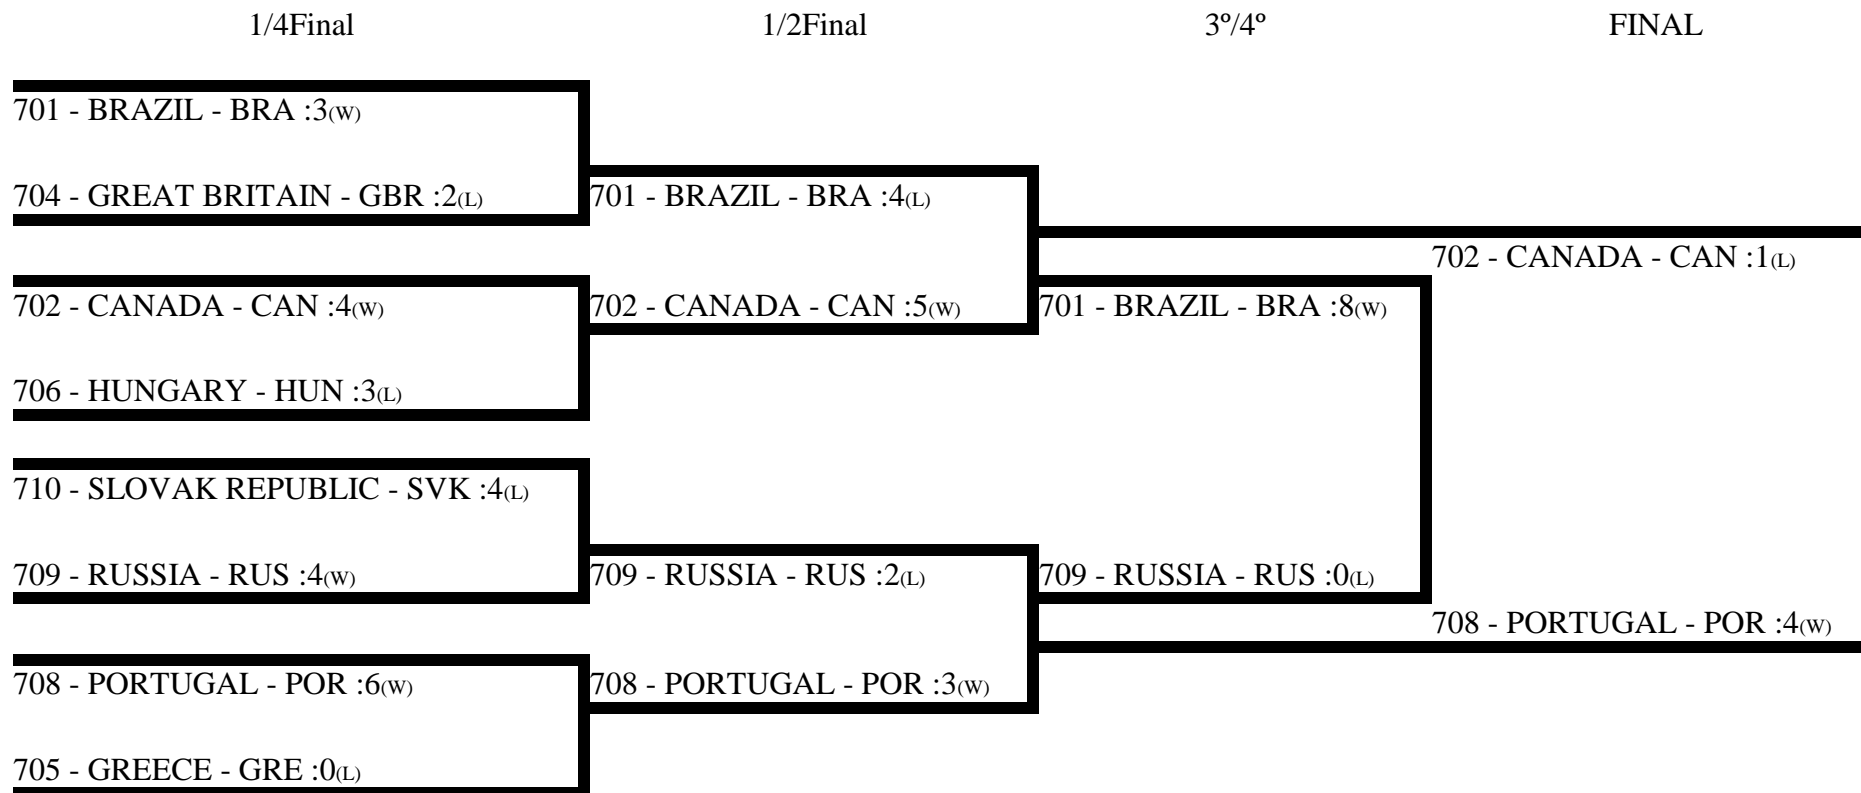 1/4Final
1/2Final
3º/4º
FINAL
701 - BRAZIL - BRA :3(W)
704 - GREAT BRITAIN - GBR :2(L)
702 - CANADA - CAN :4(W)
706 - HUNGARY - HUN :3(L)
710 - SLOVAK REPUBLIC - SVK :4(L)
709 - RUSSIA - RUS :4(W)
708 - PORTUGAL - POR :6(W)
705 - GREECE - GRE :0(L)
701 - BRAZIL - BRA :4(L)
702 - CANADA - CAN :5(W)
709 - RUSSIA - RUS :2(L)
708 - PORTUGAL - POR :3(W)
701 - BRAZIL - BRA :8(W)
709 - RUSSIA - RUS :0(L)
702 - CANADA - CAN :1(L)
708 - PORTUGAL - POR :4(W)